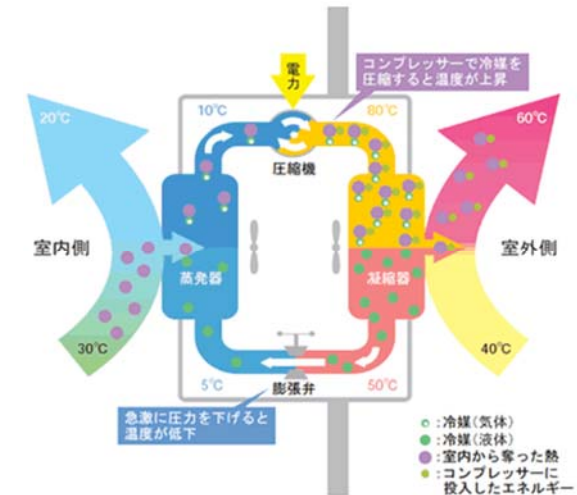 電力
コンプレッサーで冷媒を
圧縮すると温度が上昇
20℃
10℃
80℃
60℃
圧縮機
室内側
室外側
蒸発器
凝縮器
30℃
5℃
膨張弁
50℃
40℃
急激に圧力を下げると
温度が低下
:冷媒(気体)
:冷媒(液体)
:室内から奪った熱
:コンプレッサーに
投入したエネルギー